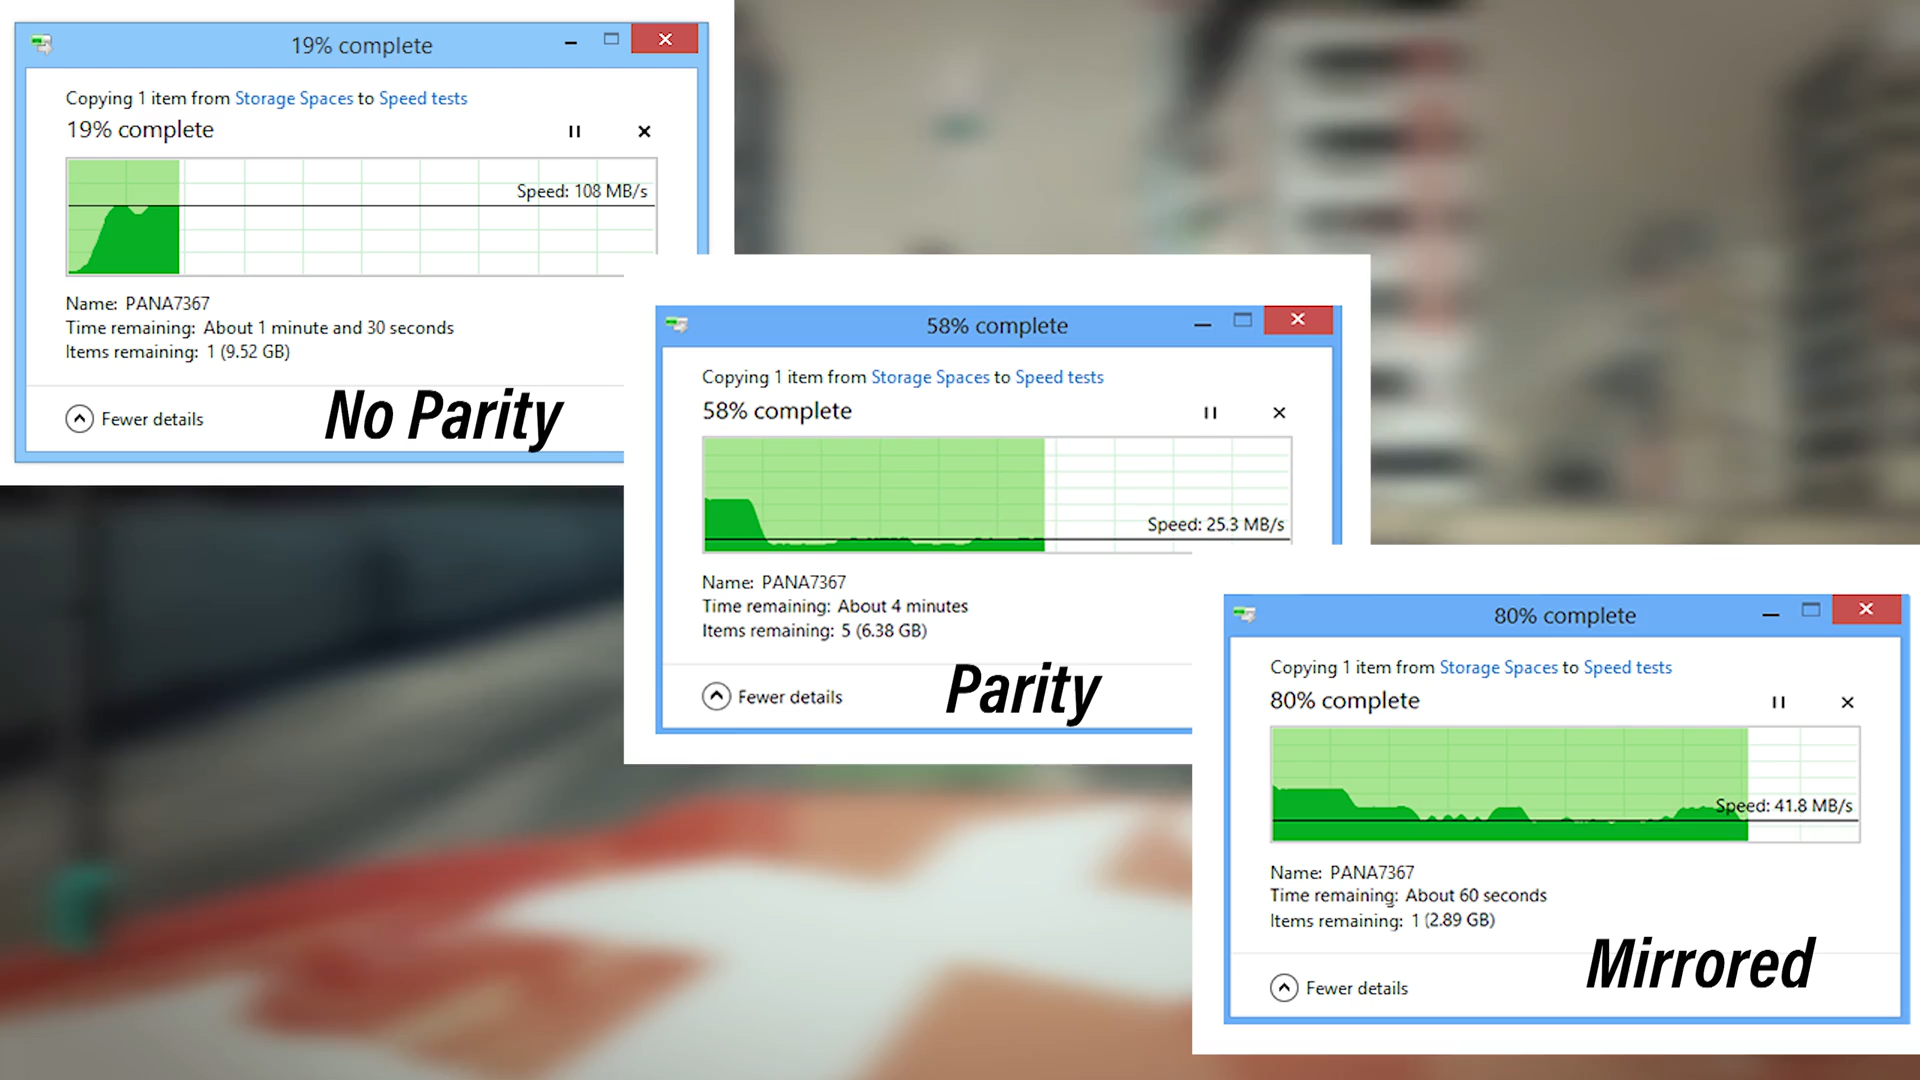 19% complete
Copying 1 item from Storage Spaces to Speed tests
19% complete
Speed: 108 MB/s
Name: PANA7367
Time remaining: About 1 minute and 30 seconds
Items remaining: 1 (9.52 GB)
Fewer details
No Parity
58% complete
Copying 1 item from Storage Spaces to Speed tests
58% complete
Speed: 25.3 MB/s
Name: PANA7367
Time remaining: About 4 minutes
Items remaining: 5 (6.38 GB)
Fewer details
Parity
80% complete
Copying 1 item from Storage Spaces to Speed tests
80% complete
Speed: 41.8 MB/s
Name: PANA7367
Time remaining: About 60 seconds
Items remaining: 1 (2.89 GB)
Fewer details
Mirrored